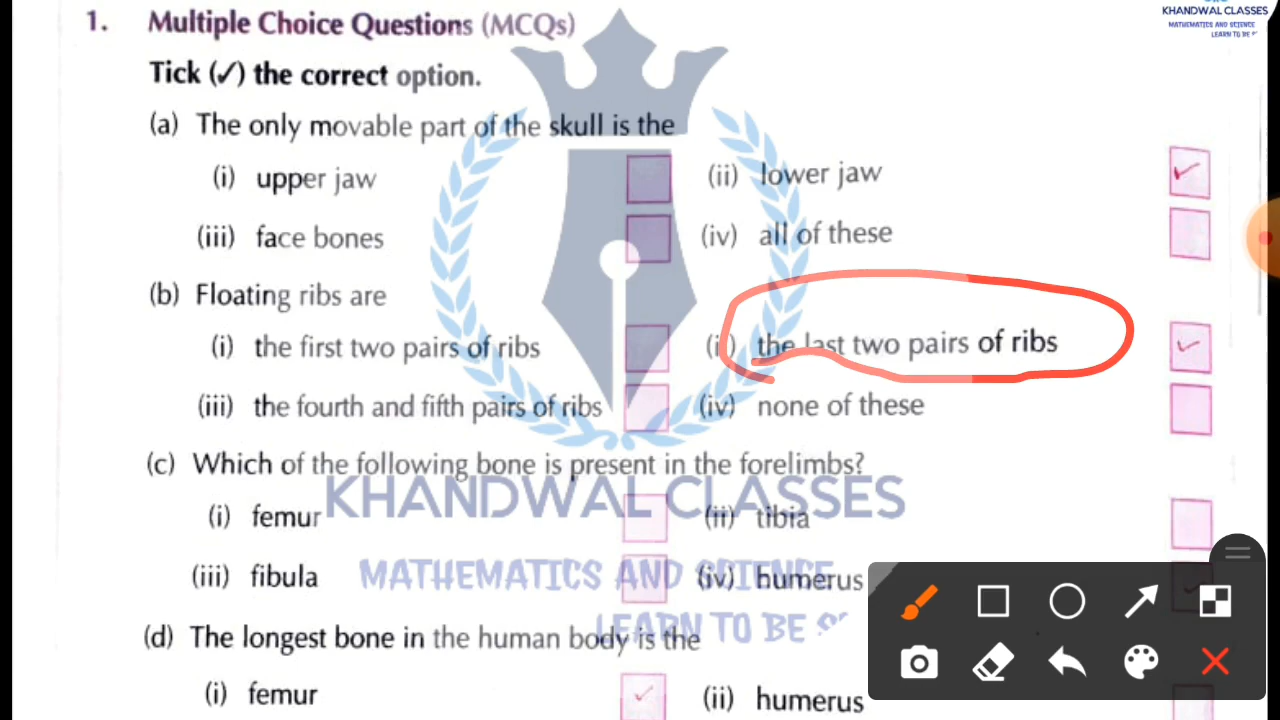 KHANDWAL CLASSES
MATHEMATICS AND SCIENCE
LEARN TO BE
1. Multiple Choice Questions (MCQs)
Tick (✓) the correct option.
(a) The only movable part of the skull is the
(i) upper jaw (ii) lower jaw
(iii) face bones (iv) all of these
(b) Floating ribs are
(i) the first two pairs of ribs (ii) the last two pairs of ribs
(iii) the fourth and fifth pairs of ribs (iv) none of these
(c) Which of the following bone is present in the forelimbs?
KHANDWAL CLASSES
(i) femur (ii) tibia
MATHEMATICS AND SCIENCE
(iii) fibula (iv) humerus
LEARN TO BE
(d) The longest bone in the human body is the
(i) femur (ii) humerus